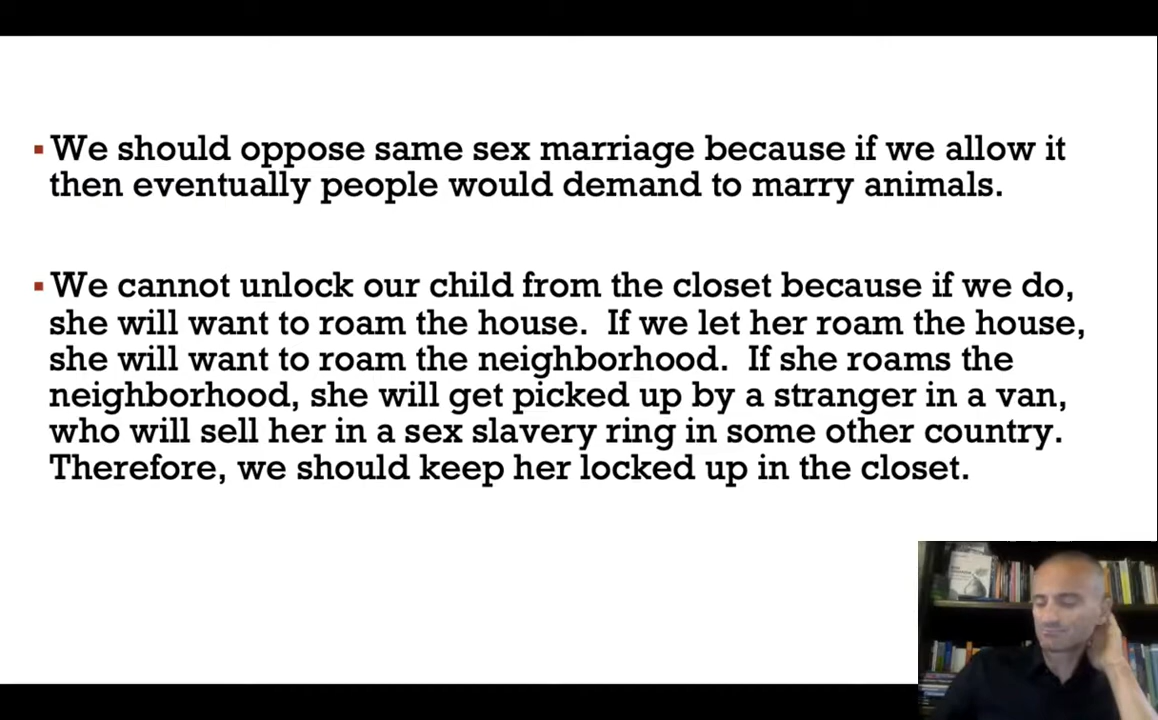 ▪We should oppose same sex marriage because if we allow it
then eventually people would demand to marry animals.
▪We cannot unlock our child from the closet because if we do,
she will want to roam the house. If we let her roam the house,
she will want to roam the neighborhood. If she roams the
neighborhood, she will get picked up by a stranger in a van,
who will sell her in a sex slavery ring in some other country.
Therefore, we should keep her locked up in the closet.